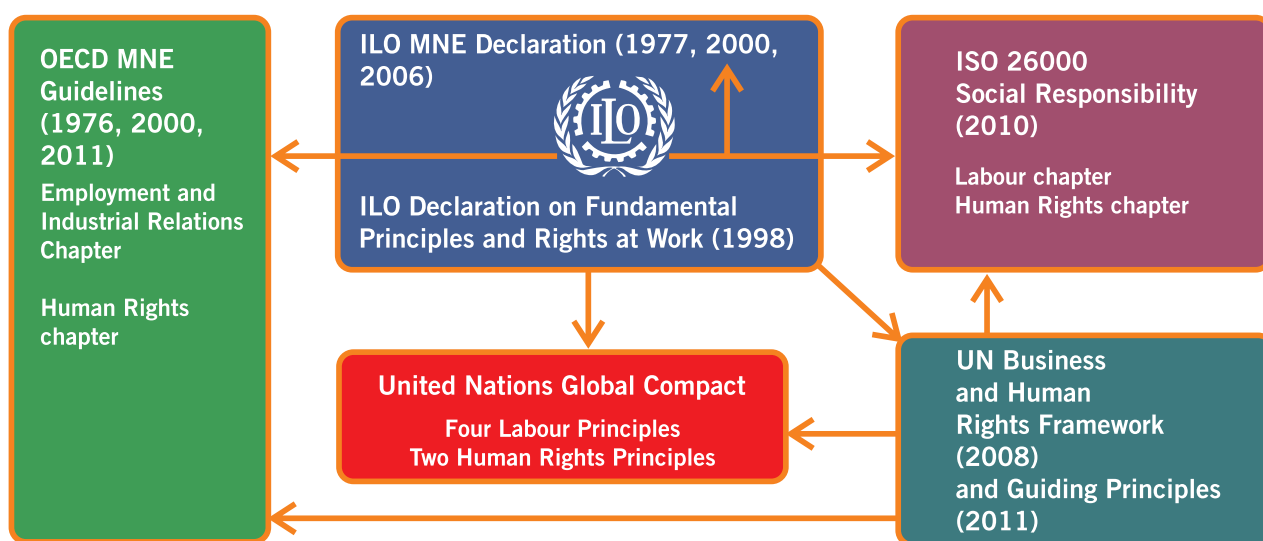 OECD MNE
Guidelines
(1976, 2000,
2011)
Employment and
Industrial Relations
Chapter
Human Rights
chapter
ILO MNE Declaration (1977, 2000,
2006)
ILO
ILO Declaration on Fundamental
Principles and Rights at Work (1998)
ISO 26000
Social Responsibility
(2010)
Labour chapter
Human Rights chapter
United Nations Global Compact
Four Labour Principles
Two Human Rights Principles
UN Business
and Human
Rights Framework
(2008)
and Guiding Principles
(2011)